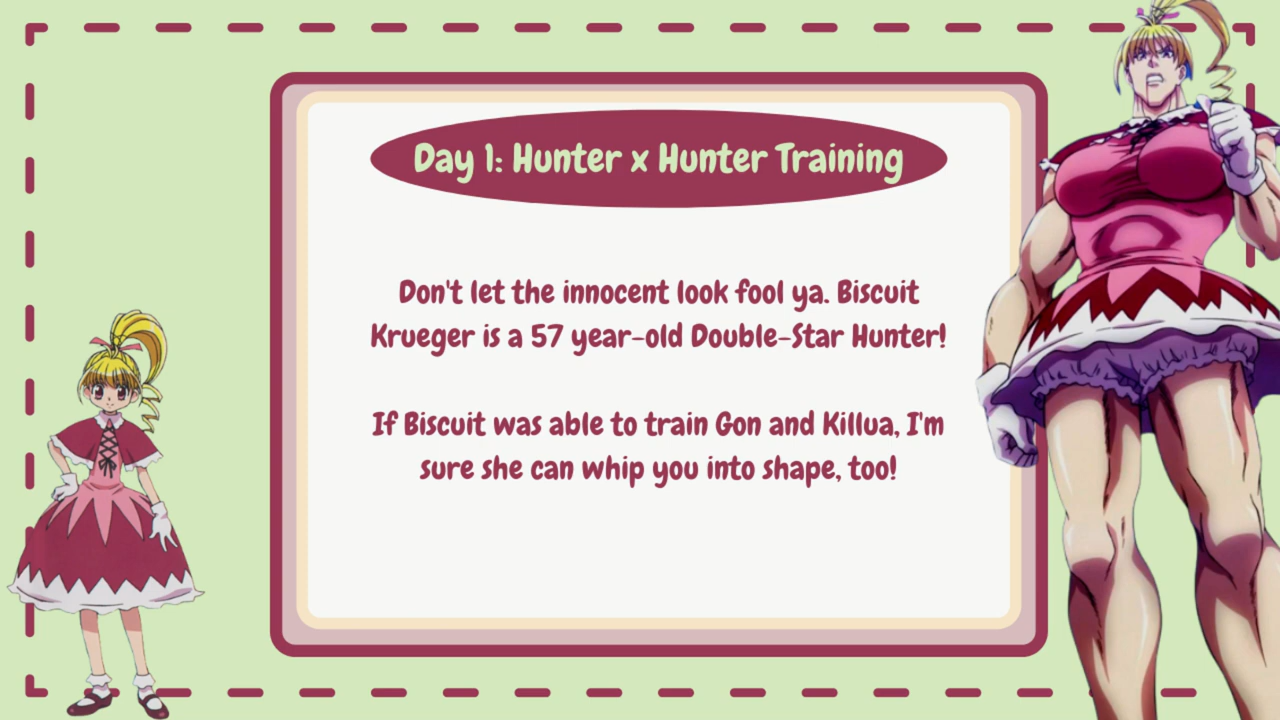 Day 1: Hunter x Hunter Training
Don't let the innocent look fool ya. Biscuit
Krueger is a 57 year-old Double-Star Hunter!
If Biscuit was able to train Gon and Killua, I'm
sure she can whip you into shape, too!